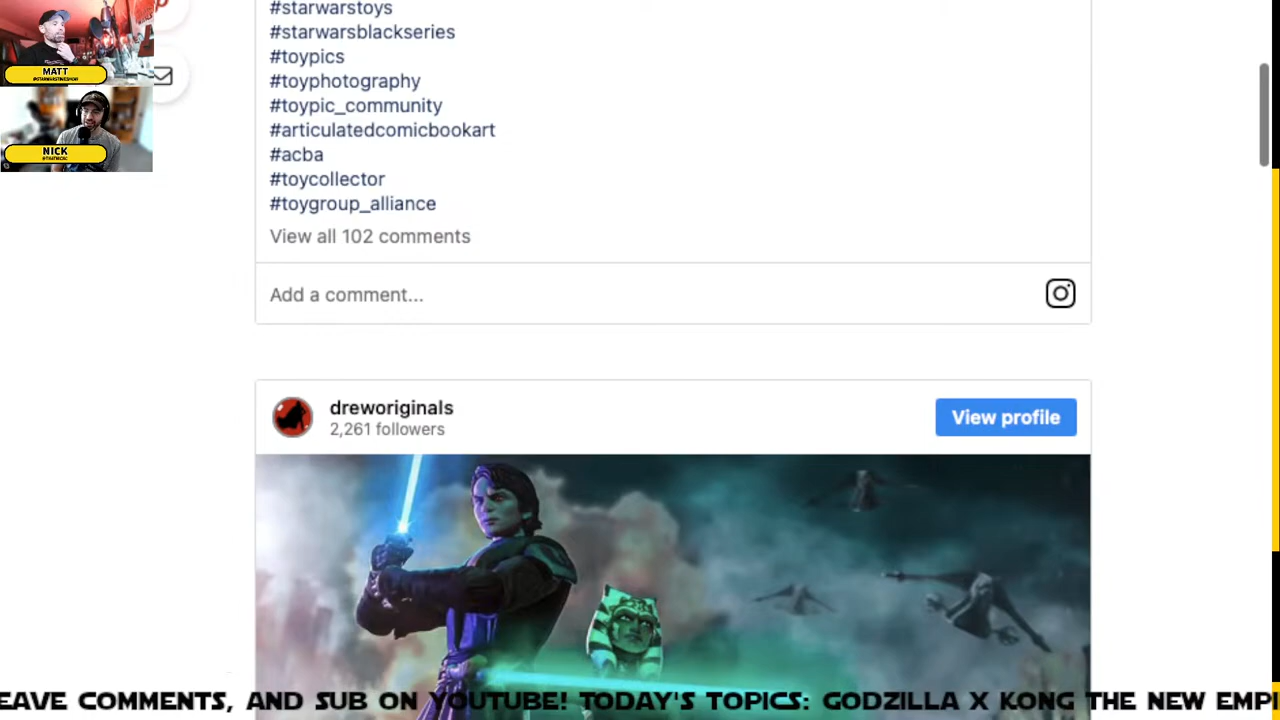 MATT
NICK
#starwarstoys
#starwarsblackseries
#toypics
#toyphotography
#toypic_community
#articulatedcomicbookart
#acba
#toycollector
#toygroup_alliance
View all 102 comments
Add a comment...
dreworiginals
2,261 followers
View profile
EAVE COMMENTS, AND SUB ON YOUTUBE! TODAY'S TOPICS: GODZILLA X KONG THE NEW EMPI